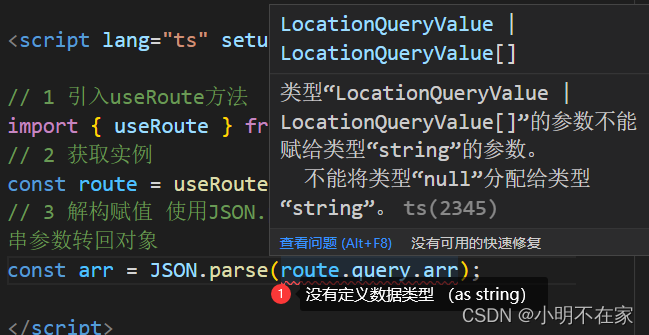 <script lang="ts" setu
// 1 引入useRoute方法
import { useRoute } fr
// 2 获取实例
const route = useRoute
// 3 解构赋值 使用JSON.
串参数转回对象
const arr = JSON.parse(route.query.arr);
</script>
LocationQueryValue |
LocationQueryValue[]
类型“LocationQueryValue |
LocationQueryValue[]”的参数不能
赋给类型“string”的参数。
不能将类型“null”分配给类型
“string”。 ts(2345)
查看问题 (Alt+F8) 没有可用的快速修复
1 没有定义数据类型 （as string）
CSDN @小明不在家